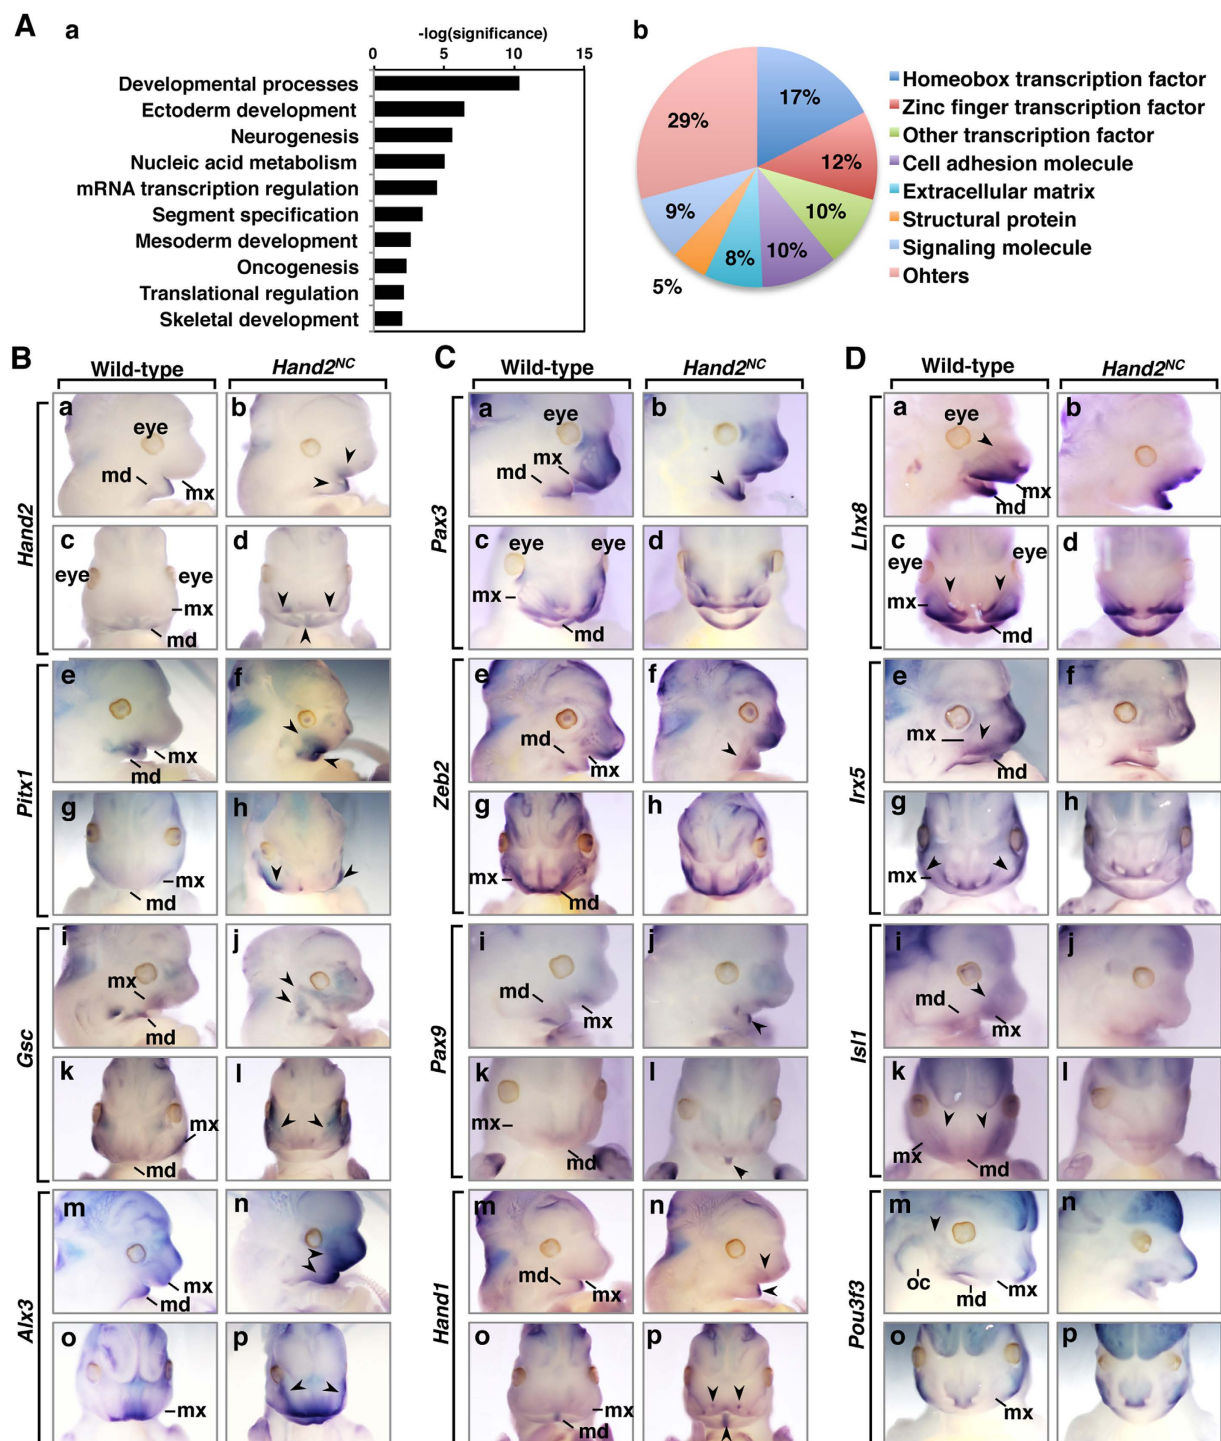 A a b
-log(significance)
0 5 10 15
Developmental processes
Ectoderm development
Neurogenesis
Nucleic acid metabolism
mRNA transcription regulation
Segment specification
Mesoderm development
Oncogenesis
Translational regulation
Skeletal development
17%
12%
10%
10%
8%
5%
9%
29%
Homeobox transcription factor
Zinc finger transcription factor
Other transcription factor
Cell adhesion molecule
Extracellular matrix
Structural protein
Signaling molecule
Ohters
B
Wild-type Hand2NC
Hand2
a eye md mx
b
c eye eye mx md
d
Pitx1
e mx md
f
g mx md
h
Gsc
i mx md
j
k mx md
l
Alx3
m mx md
n
o mx
p
C
Wild-type Hand2NC
Pax3
a eye mx md
b
c eye eye mx md
d
Zeb2
e md mx
f
g mx md
h
Pax9
i md mx
j
k mx md
l
Hand1
m md mx
n
o mx md
p
D
Wild-type Hand2NC
Lhx8
a eye mx md
b
c eye eye mx md
d
Irx5
e mx md
f
g mx
h
Isl1
i md mx
j
k mx md
l
Pou3f3
m oc md mx
n
o mx
p